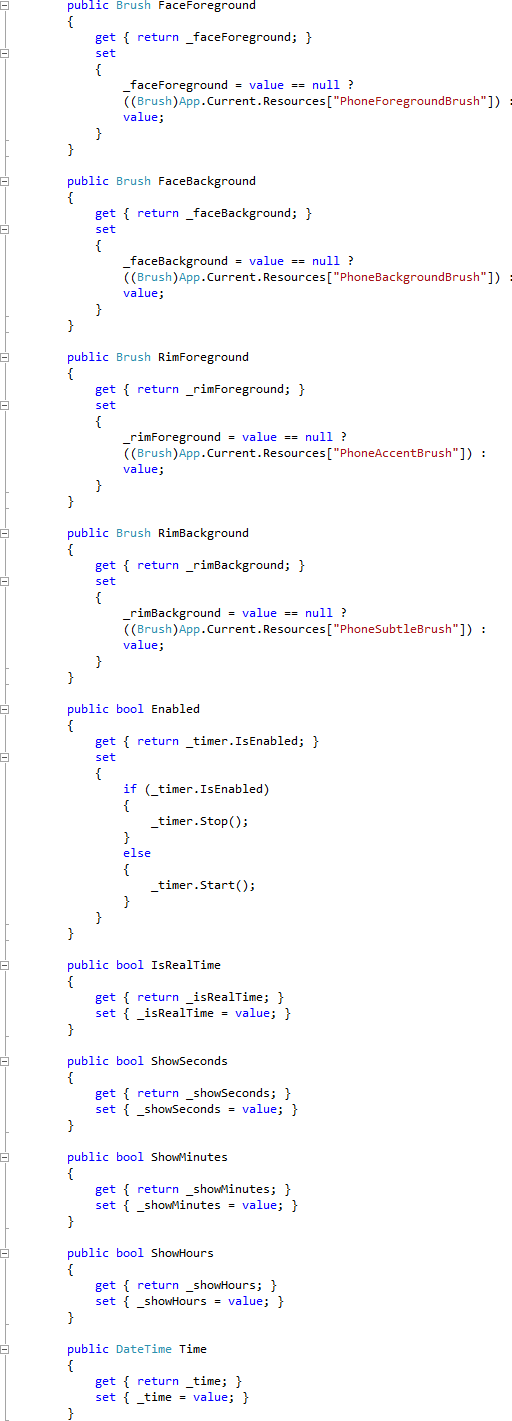 public Brush FaceForeground
{
get { return _faceForeground; }
set
{
_faceForeground = value == null ?
((Brush)App.Current.Resources["PhoneForegroundBrush"]) :
value;
}
}
public Brush FaceBackground
{
get { return _faceBackground; }
set
{
_faceBackground = value == null ?
((Brush)App.Current.Resources["PhoneBackgroundBrush"]) :
value;
}
}
public Brush RimForeground
{
get { return _rimForeground; }
set
{
_rimForeground = value == null ?
((Brush)App.Current.Resources["PhoneAccentBrush"]) :
value;
}
}
public Brush RimBackground
{
get { return _rimBackground; }
set
{
_rimBackground = value == null ?
((Brush)App.Current.Resources["PhoneSubtleBrush"]) :
value;
}
}
public bool Enabled
{
get { return _timer.IsEnabled; }
set
{
if (_timer.IsEnabled)
{
_timer.Stop();
}
else
{
_timer.Start();
}
}
}
public bool IsRealTime
{
get { return _isRealTime; }
set { _isRealTime = value; }
}
public bool ShowSeconds
{
get { return _showSeconds; }
set { _showSeconds = value; }
}
public bool ShowMinutes
{
get { return _showMinutes; }
set { _showMinutes = value; }
}
public bool ShowHours
{
get { return _showHours; }
set { _showHours = value; }
}
public DateTime Time
{
get { return _time; }
set { _time = value; }
}